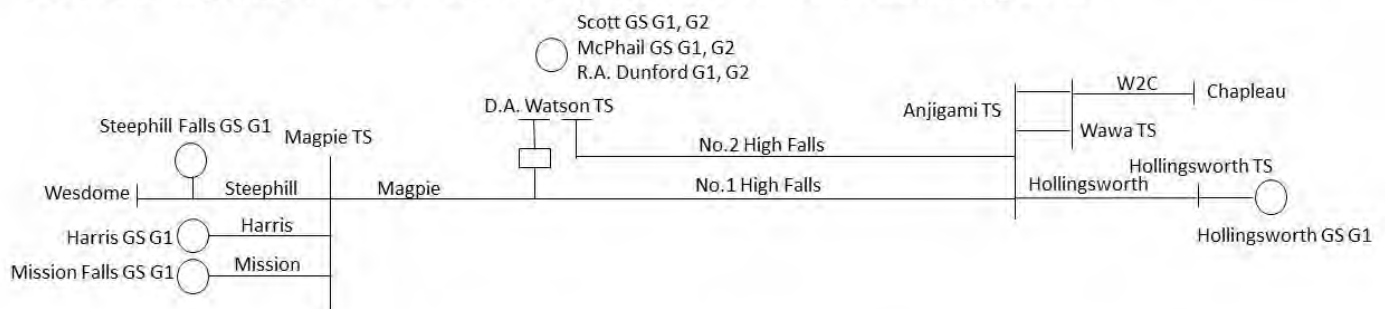 Scott GS G1, G2
McPhail GS G1, G2
R.A. Dunford G1, G2
D.A. Watson TS
Steephill Falls GS G1
Magpie TS
Anjigami TS
W2C
Chapleau
Wawa TS
No.2 High Falls
Hollingsworth TS
Wesdome
Steephill
Magpie
No.1 High Falls
Hollingsworth
Harris GS G1
Harris
Hollingsworth GS G1
Mission Falls GS G1
Mission